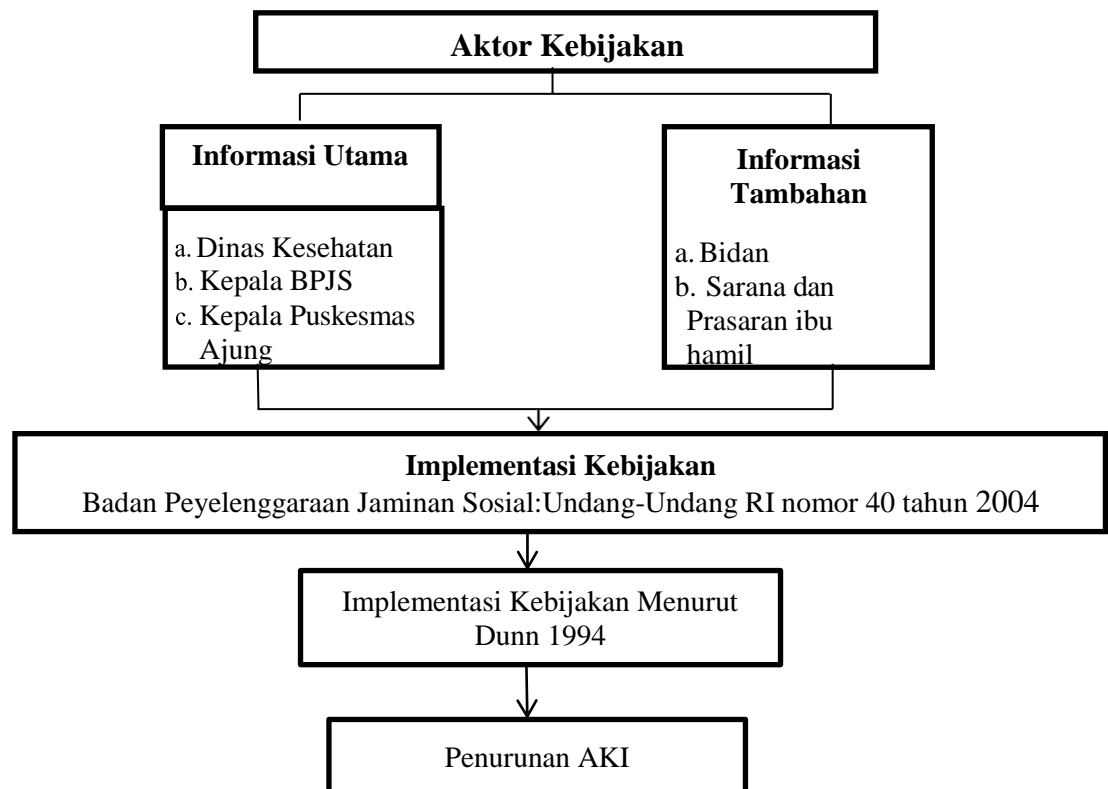 Aktor Kebijakan
Informasi Utama
a. Dinas Kesehatan
b. Kepala BPJS
c. Kepala Puskesmas
Ajung
Informasi
Tambahan
a. Bidan
b. Sarana dan
Prasaran ibu
hamil
Implementasi Kebijakan
Badan Peyelenggaraan Jaminan Sosial:Undang-Undang RI nomor 40 tahun 2004
Implementasi Kebijakan Menurut
Dunn 1994
Penurunan AKI